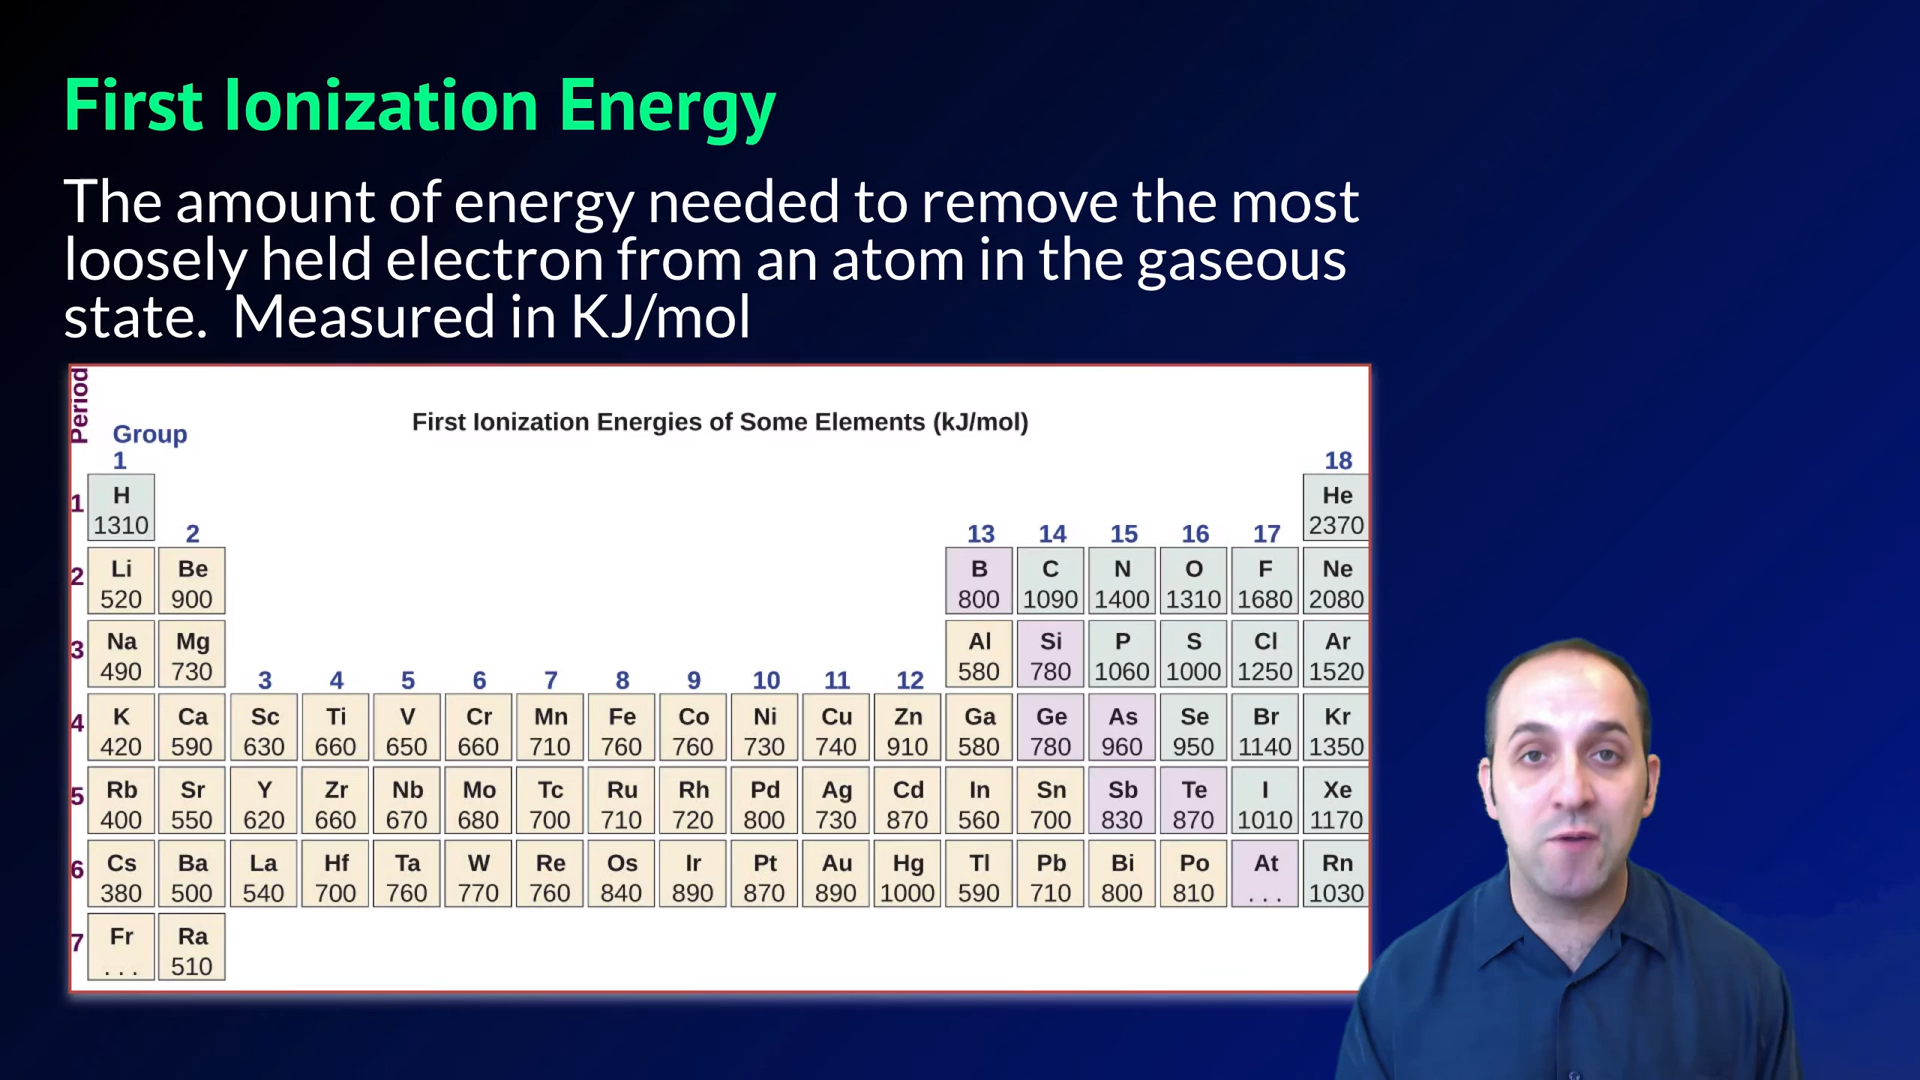 First Ionization Energy
The amount of energy needed to remove the most
loosely held electron from an atom in the gaseous
state.  Measured in KJ/mol
Period
First Ionization Energies of Some Elements (kJ/mol)
Group
1 18
1 H He
1310 2370
2 13 14 15 16 17
2 Li Be B C N O F Ne
520 900 800 1090 1400 1310 1680 2080
3 Na Mg Al Si P S Cl Ar
490 730 580 780 1060 1000 1250 1520
3 4 5 6 7 8 9 10 11 12
4 K Ca Sc Ti V Cr Mn Fe Co Ni Cu Zn Ga Ge As Se Br Kr
420 590 630 660 650 660 710 760 760 730 740 910 580 780 960 950 1140 1350
5 Rb Sr Y Zr Nb Mo Tc Ru Rh Pd Ag Cd In Sn Sb Te I Xe
400 550 620 660 670 680 700 710 720 800 730 870 560 700 830 870 1010 1170
6 Cs Ba La Hf Ta W Re Os Ir Pt Au Hg Tl Pb Bi Po At Rn
380 500 540 700 760 770 760 840 890 870 890 1000 590 710 800 810 ... 1030
7 Fr Ra
... 510